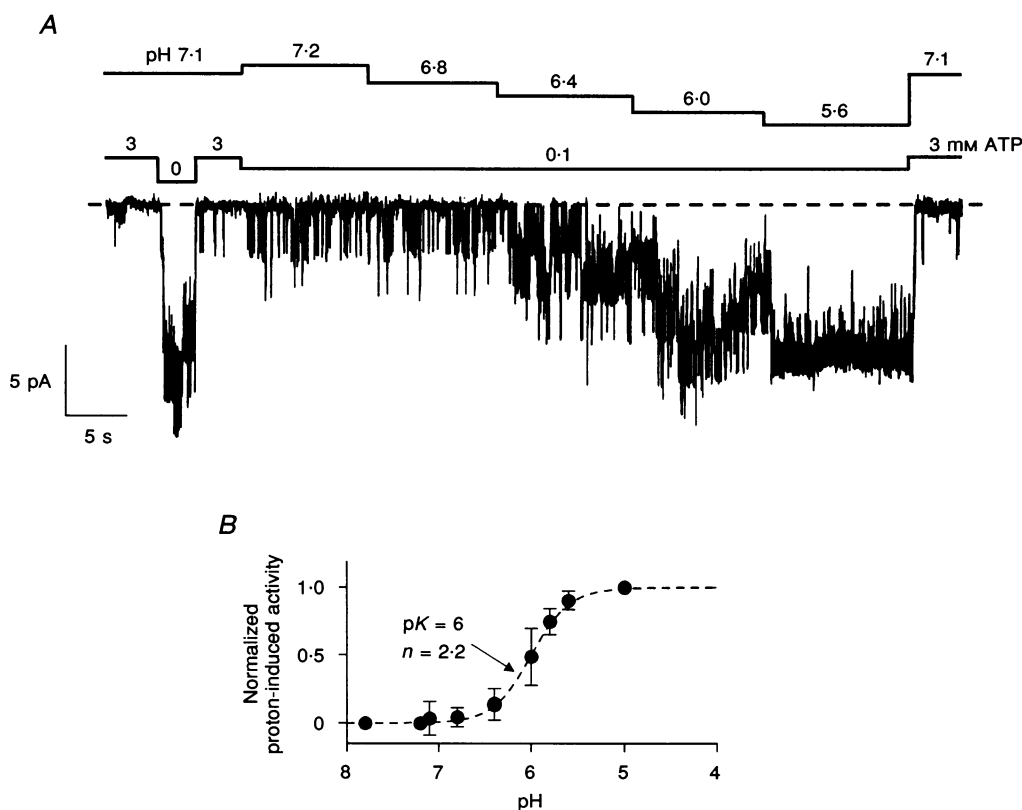 A
pH 7·1
7·2
6·8
6·4
6·0
5·6
7·1
3
0
3
0·1
3 mM ATP
5 pA
5 s
B
Normalized
proton-induced activity
1·0
0·5
0
pK = 6
n = 2·2
8
7
6
5
4
pH